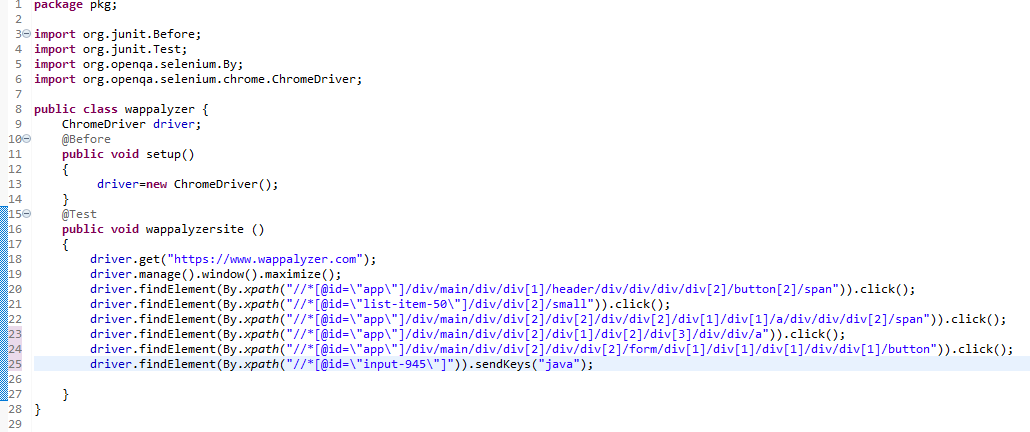 1 package pkg;
2
3 import org.junit.Before;
4 import org.junit.Test;
5 import org.openqa.selenium.By;
6 import org.openqa.selenium.chrome.ChromeDriver;
7
8 public class wappalyzer {
9 ChromeDriver driver;
10 @Before
11 public void setup()
12 {
13 driver=new ChromeDriver();
14 }
15 @Test
16 public void wappalyzersite ()
17 {
18 driver.get("https://www.wappalyzer.com");
19 driver.manage().window().maximize();
20 driver.findElement(By.xpath("//*[@id=\"app\"]/div/main/div/div[1]/header/div/div/div/div[2]/button[2]/span")).click();
21 driver.findElement(By.xpath("//*[@id=\"list-item-50\"]/div[2]/small")).click();
22 driver.findElement(By.xpath("//*[@id=\"app\"]/div/main/div/div[2]/div[2]/div/div[2]/div[1]/div[1]/a/div/div/div[2]/span")).click();
23 driver.findElement(By.xpath("//*[@id=\"app\"]/div/main/div/div[2]/div[1]/div[2]/div[3]/div/div/a")).click();
24 driver.findElement(By.xpath("//*[@id=\"app\"]/div/main/div/div[2]/div/div[2]/form/div[1]/div[1]/div[1]/div/div[1]/button")).click();
25 driver.findElement(By.xpath("//*[@id=\"input-945\"]")).sendKeys("java");
26
27 }
28 }
29